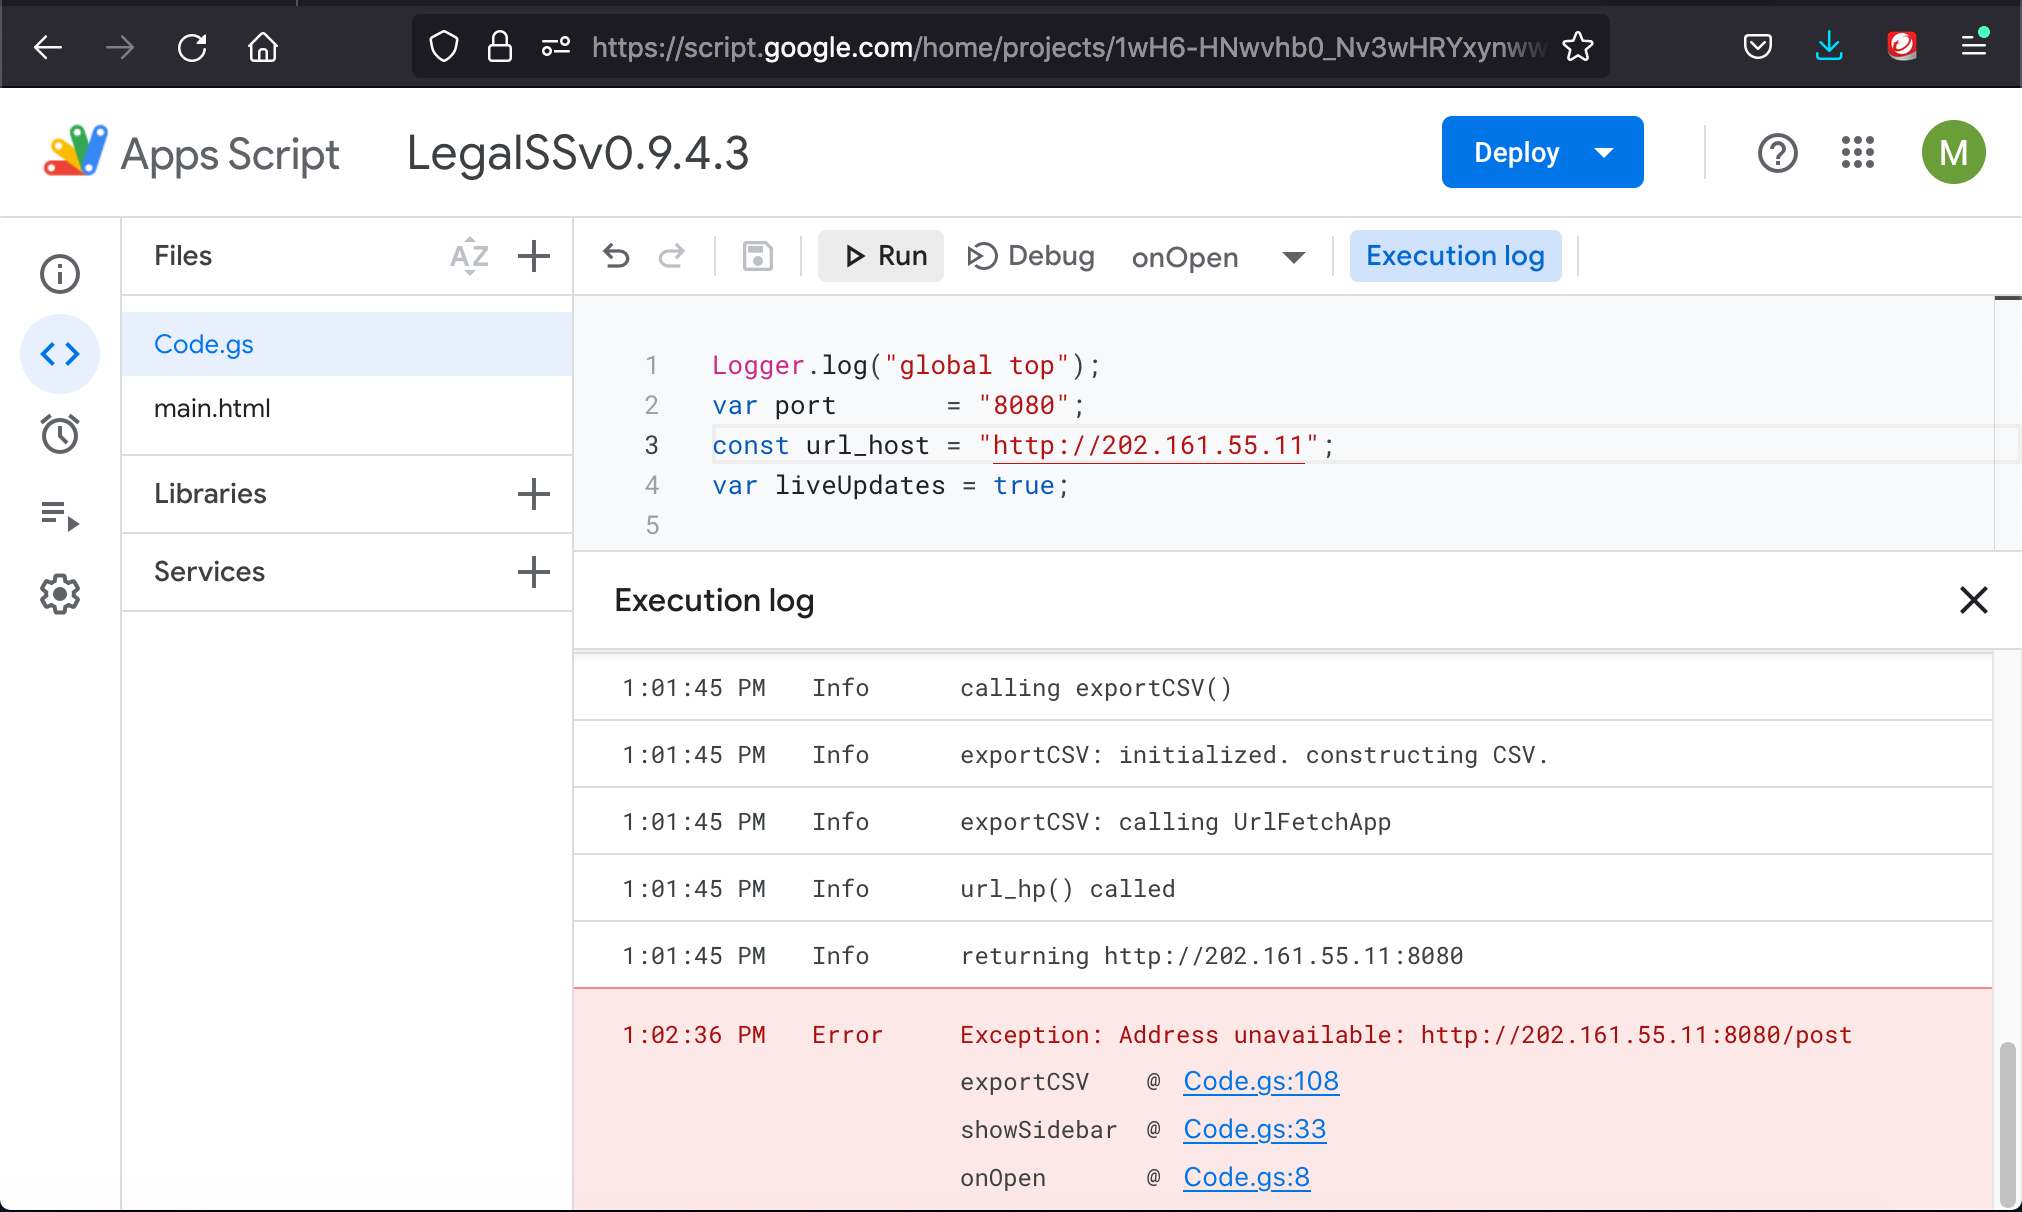 https://script.google.com/home/projects/1wH6-HNwvhb0_Nv3wHRYxynww
Apps Script
LegalSSv0.9.4.3
Deploy
M
Files
AZ
Run
Debug
onOpen
Execution log
Code.gs
main.html
Libraries
Services
1 Logger.log("global top");
2 var port       = "8080";
3 const url_host = "http://202.161.55.11";
4 var liveUpdates = true;
5
Execution log
1:01:45 PM Info calling exportCSV()
1:01:45 PM Info exportCSV: initialized. constructing CSV.
1:01:45 PM Info exportCSV: calling UrlFetchApp
1:01:45 PM Info url_hp() called
1:01:45 PM Info returning http://202.161.55.11:8080
1:02:36 PM Error Exception: Address unavailable: http://202.161.55.11:8080/post
exportCSV @ Code.gs:108
showSidebar @ Code.gs:33
onOpen @ Code.gs:8